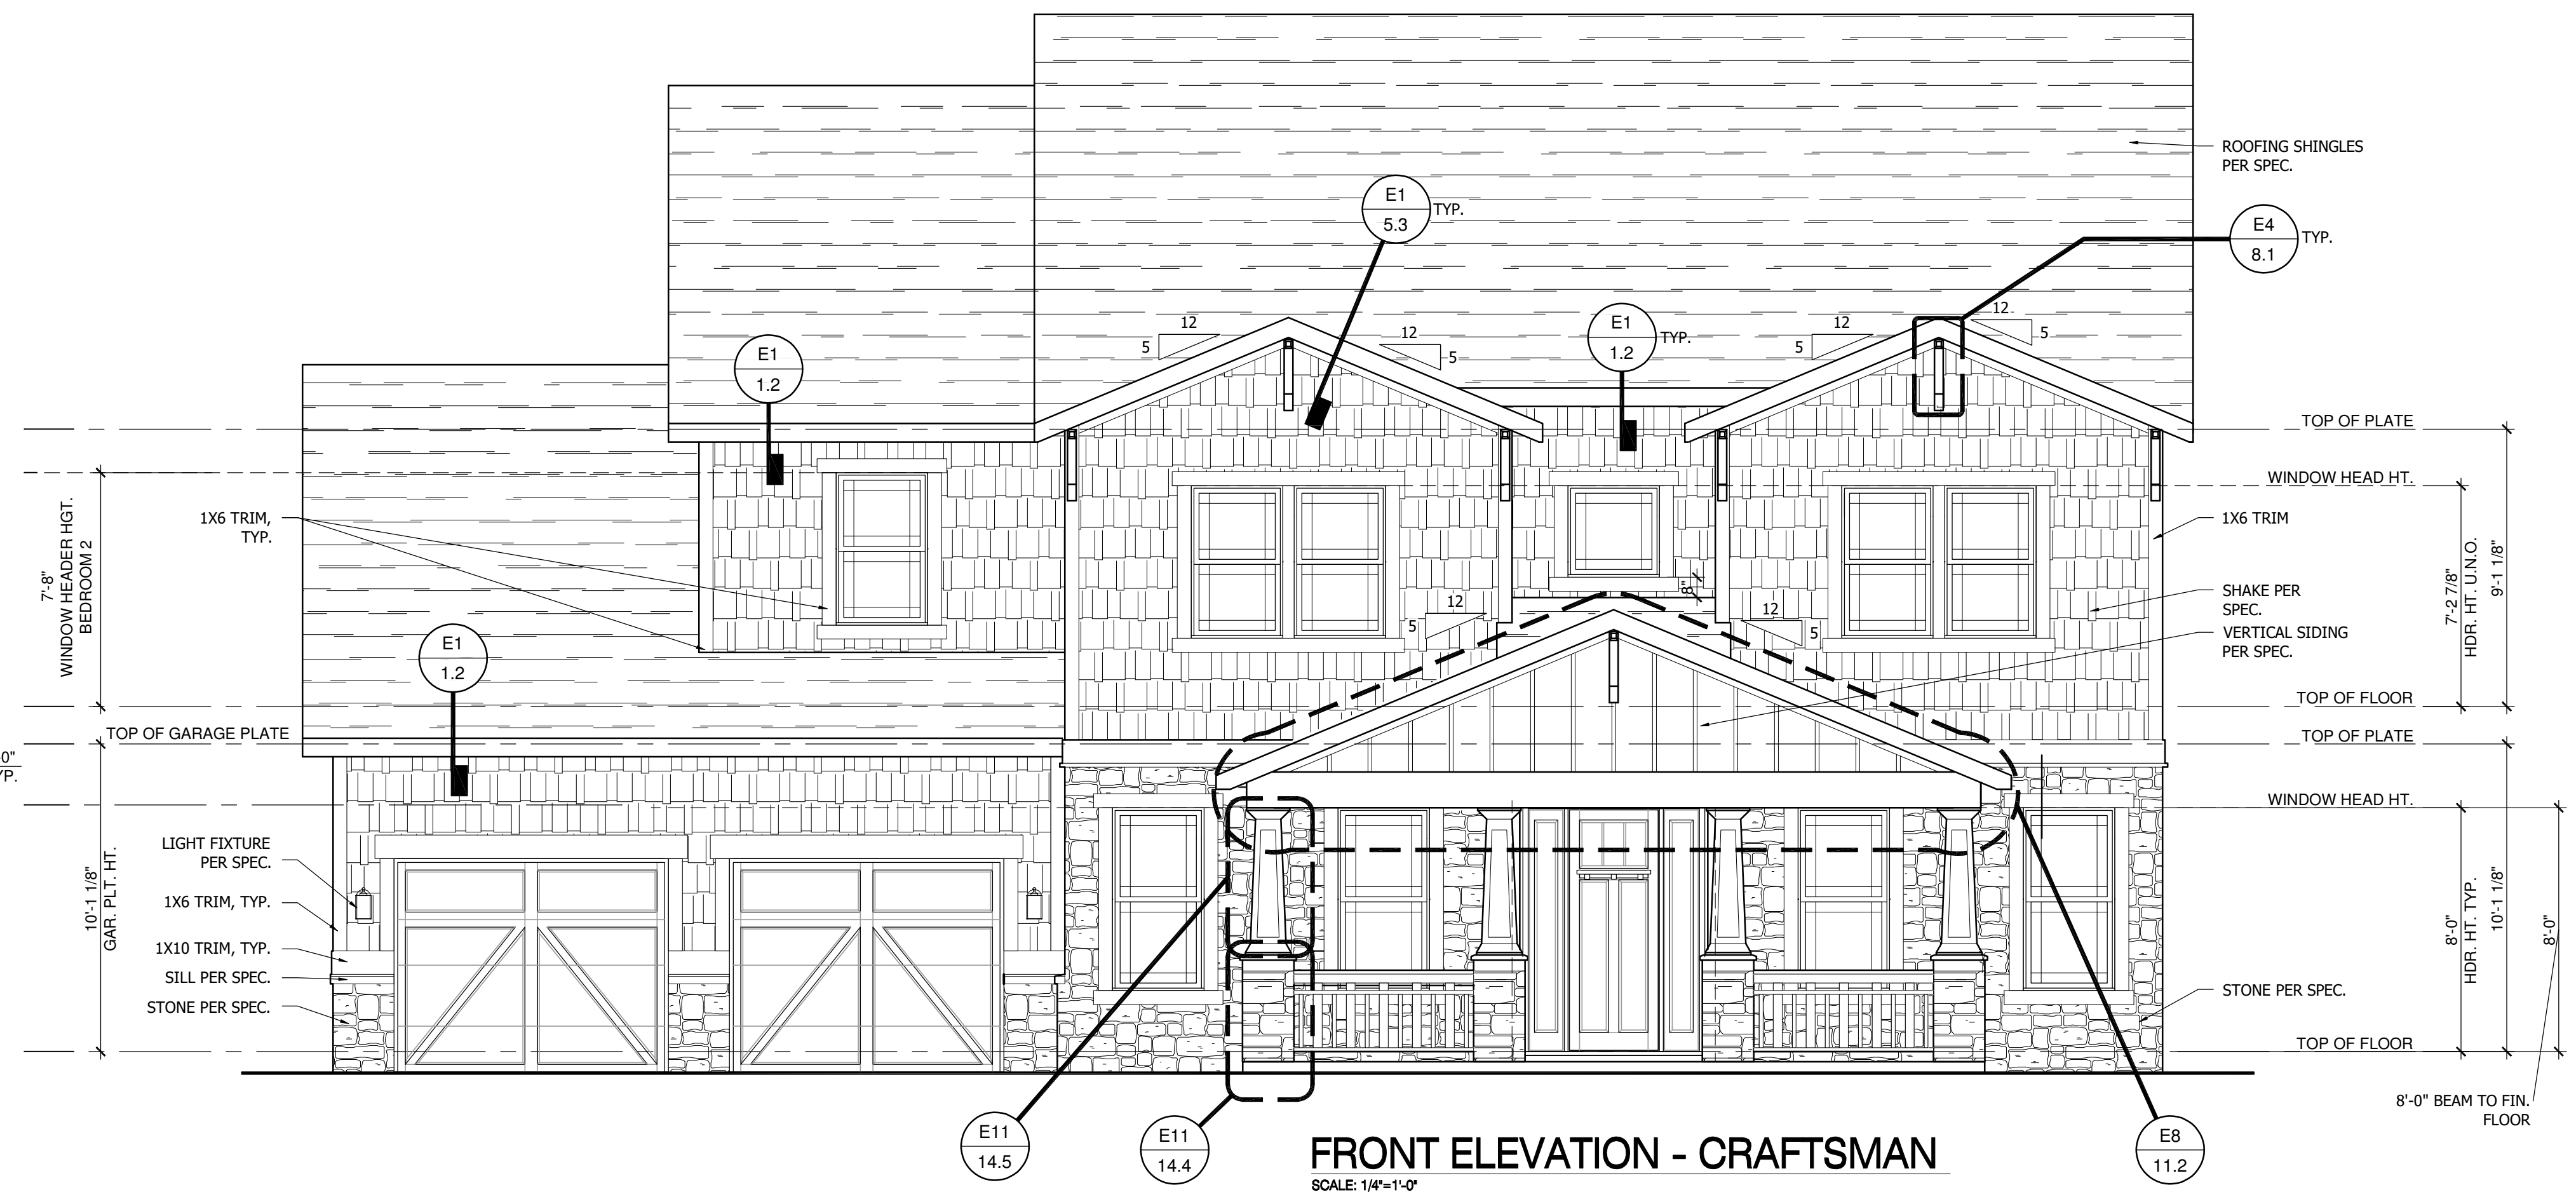 ROOFING SHINGLES
PER SPEC.
E1
5.3
TYP.
E4
8.1
TYP.
12
5
12
5
E1
1.2
TYP.
12
5
12
5
E1
1.2
TOP OF PLATE
WINDOW HEAD HT.
1X6 TRIM,
TYP.
1X6 TRIM
7'-8"
WINDOW HEADER HGT.
BEDROOM 2
7'-2 7/8"
HDR. HT. U.N.O.
9'-1 1/8"
8"
SHAKE PER
SPEC.
12
5
12
5
VERTICAL SIDING
PER SPEC.
E1
1.2
TOP OF FLOOR
TOP OF GARAGE PLATE
TOP OF PLATE
0"
WINDOW HEAD HT.
LIGHT FIXTURE
PER SPEC.
10'-1 1/8"
GAR. PLT. HT.
1X6 TRIM, TYP.
1X10 TRIM, TYP.
SILL PER SPEC.
STONE PER SPEC.
8'-0"
HDR. HT. TYP.
10'-1 1/8"
8'-0"
STONE PER SPEC.
TOP OF FLOOR
8'-0" BEAM TO FIN.
FLOOR
E11
14.5
E11
14.4
E8
11.2
FRONT ELEVATION - CRAFTSMAN
SCALE: 1/4"=1'-0"